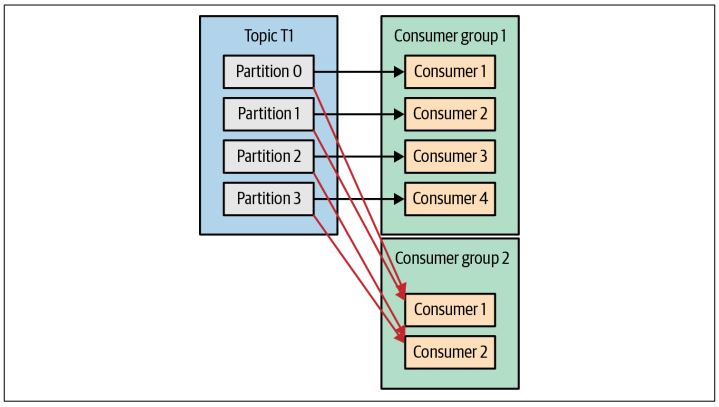 Topic T1
Partition 0
Partition 1
Partition 2
Partition 3
Consumer group 1
Consumer 1
Consumer 2
Consumer 3
Consumer 4
Consumer group 2
Consumer 1
Consumer 2